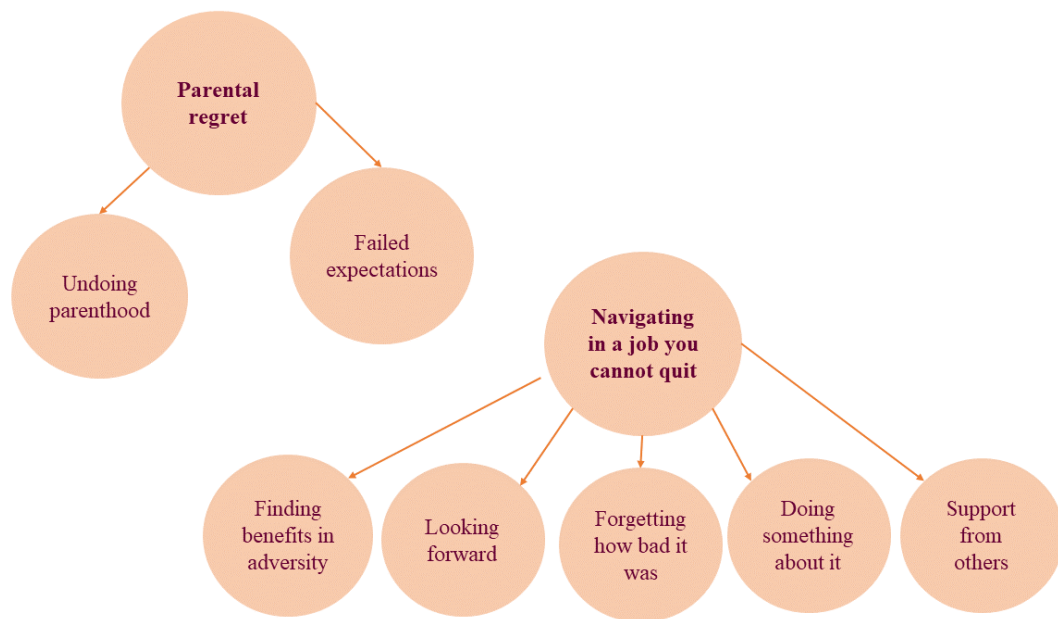 Parental
regret
Failed
expectations
Undoing
parenthood
Navigating
in a job you
cannot quit
Finding
benefits in
adversity
Looking
forward
Forgetting
how bad it
was
Doing
something
about it
Support
from
others